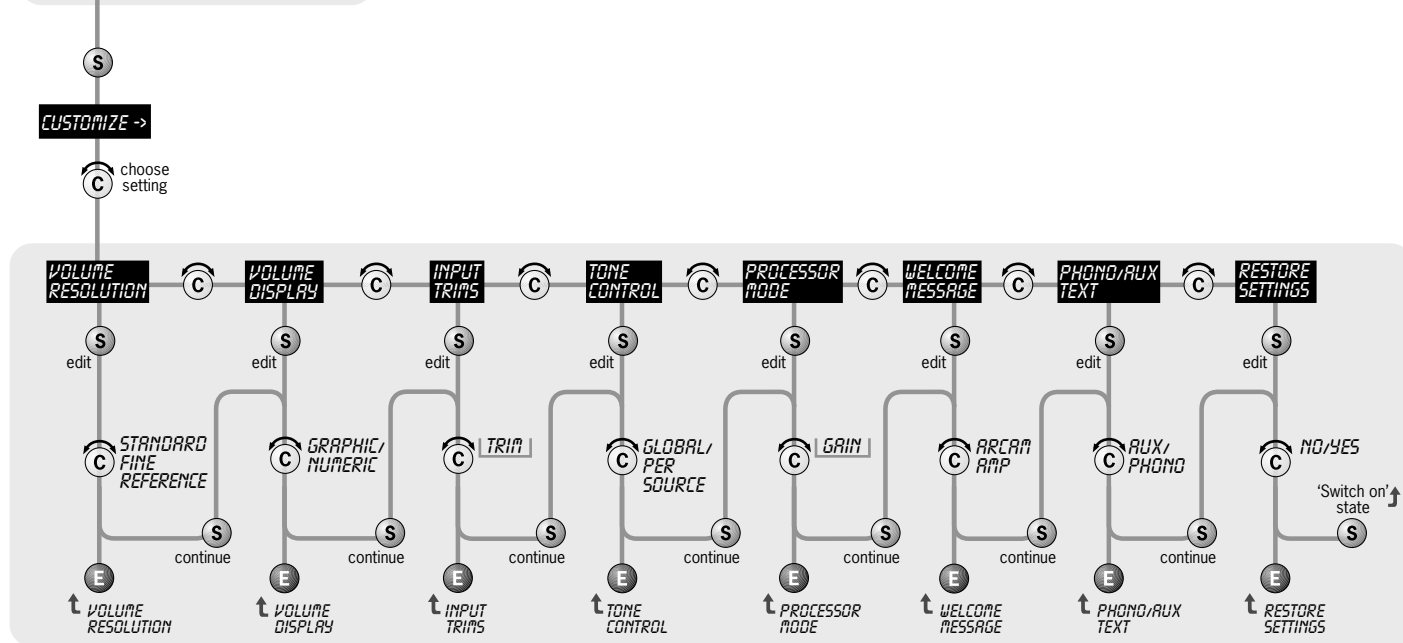 S
CUSTOMIZE ->
C
choose
setting
VOLUME
RESOLUTION
C
VOLUME
DISPLAY
C
INPUT
TRIMS
C
TONE
CONTROL
C
PROCESSOR
MODE
C
WELCOME
MESSAGE
C
PHONO/AUX
TEXT
C
RESTORE
SETTINGS
S
edit
S
edit
S
edit
S
edit
S
edit
S
edit
S
edit
S
edit
C
STANDARD
FINE
REFERENCE
C
GRAPHIC/
NUMERIC
C
TRIM
C
GLOBAL/
PER
SOURCE
C
GAIN
C
ARCAM
AMP
C
AUX/
PHONO
C
NO/YES
'Switch on'
state
S
continue
S
continue
S
continue
S
continue
S
continue
S
continue
S
continue
S
E
VOLUME
RESOLUTION
E
VOLUME
DISPLAY
E
INPUT
TRIMS
E
TONE
CONTROL
E
PROCESSOR
MODE
E
WELCOME
MESSAGE
E
PHONO/AUX
TEXT
E
RESTORE
SETTINGS